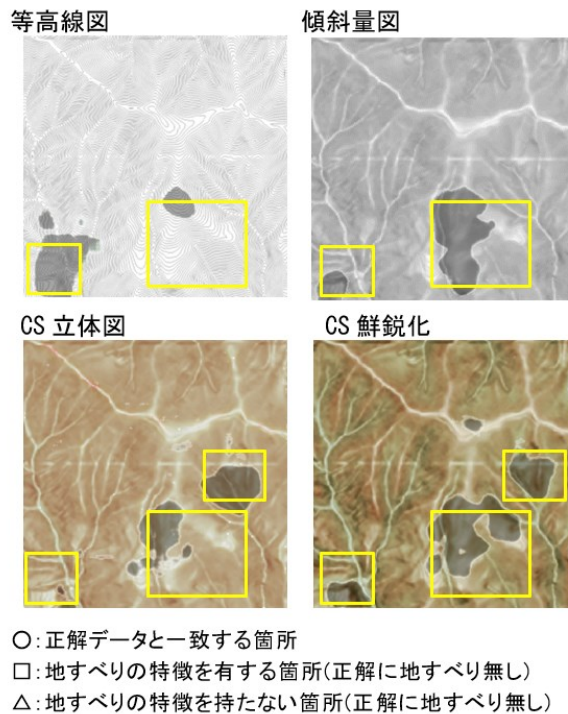 等高線図
傾斜量図
CS 立体図
CS 鮮鋭化
○:正解データと一致する箇所
□:地すべりの特徴を有する箇所(正解に地すべり無し)
△:地すべりの特徴を持たない箇所(正解に地すべり無し)